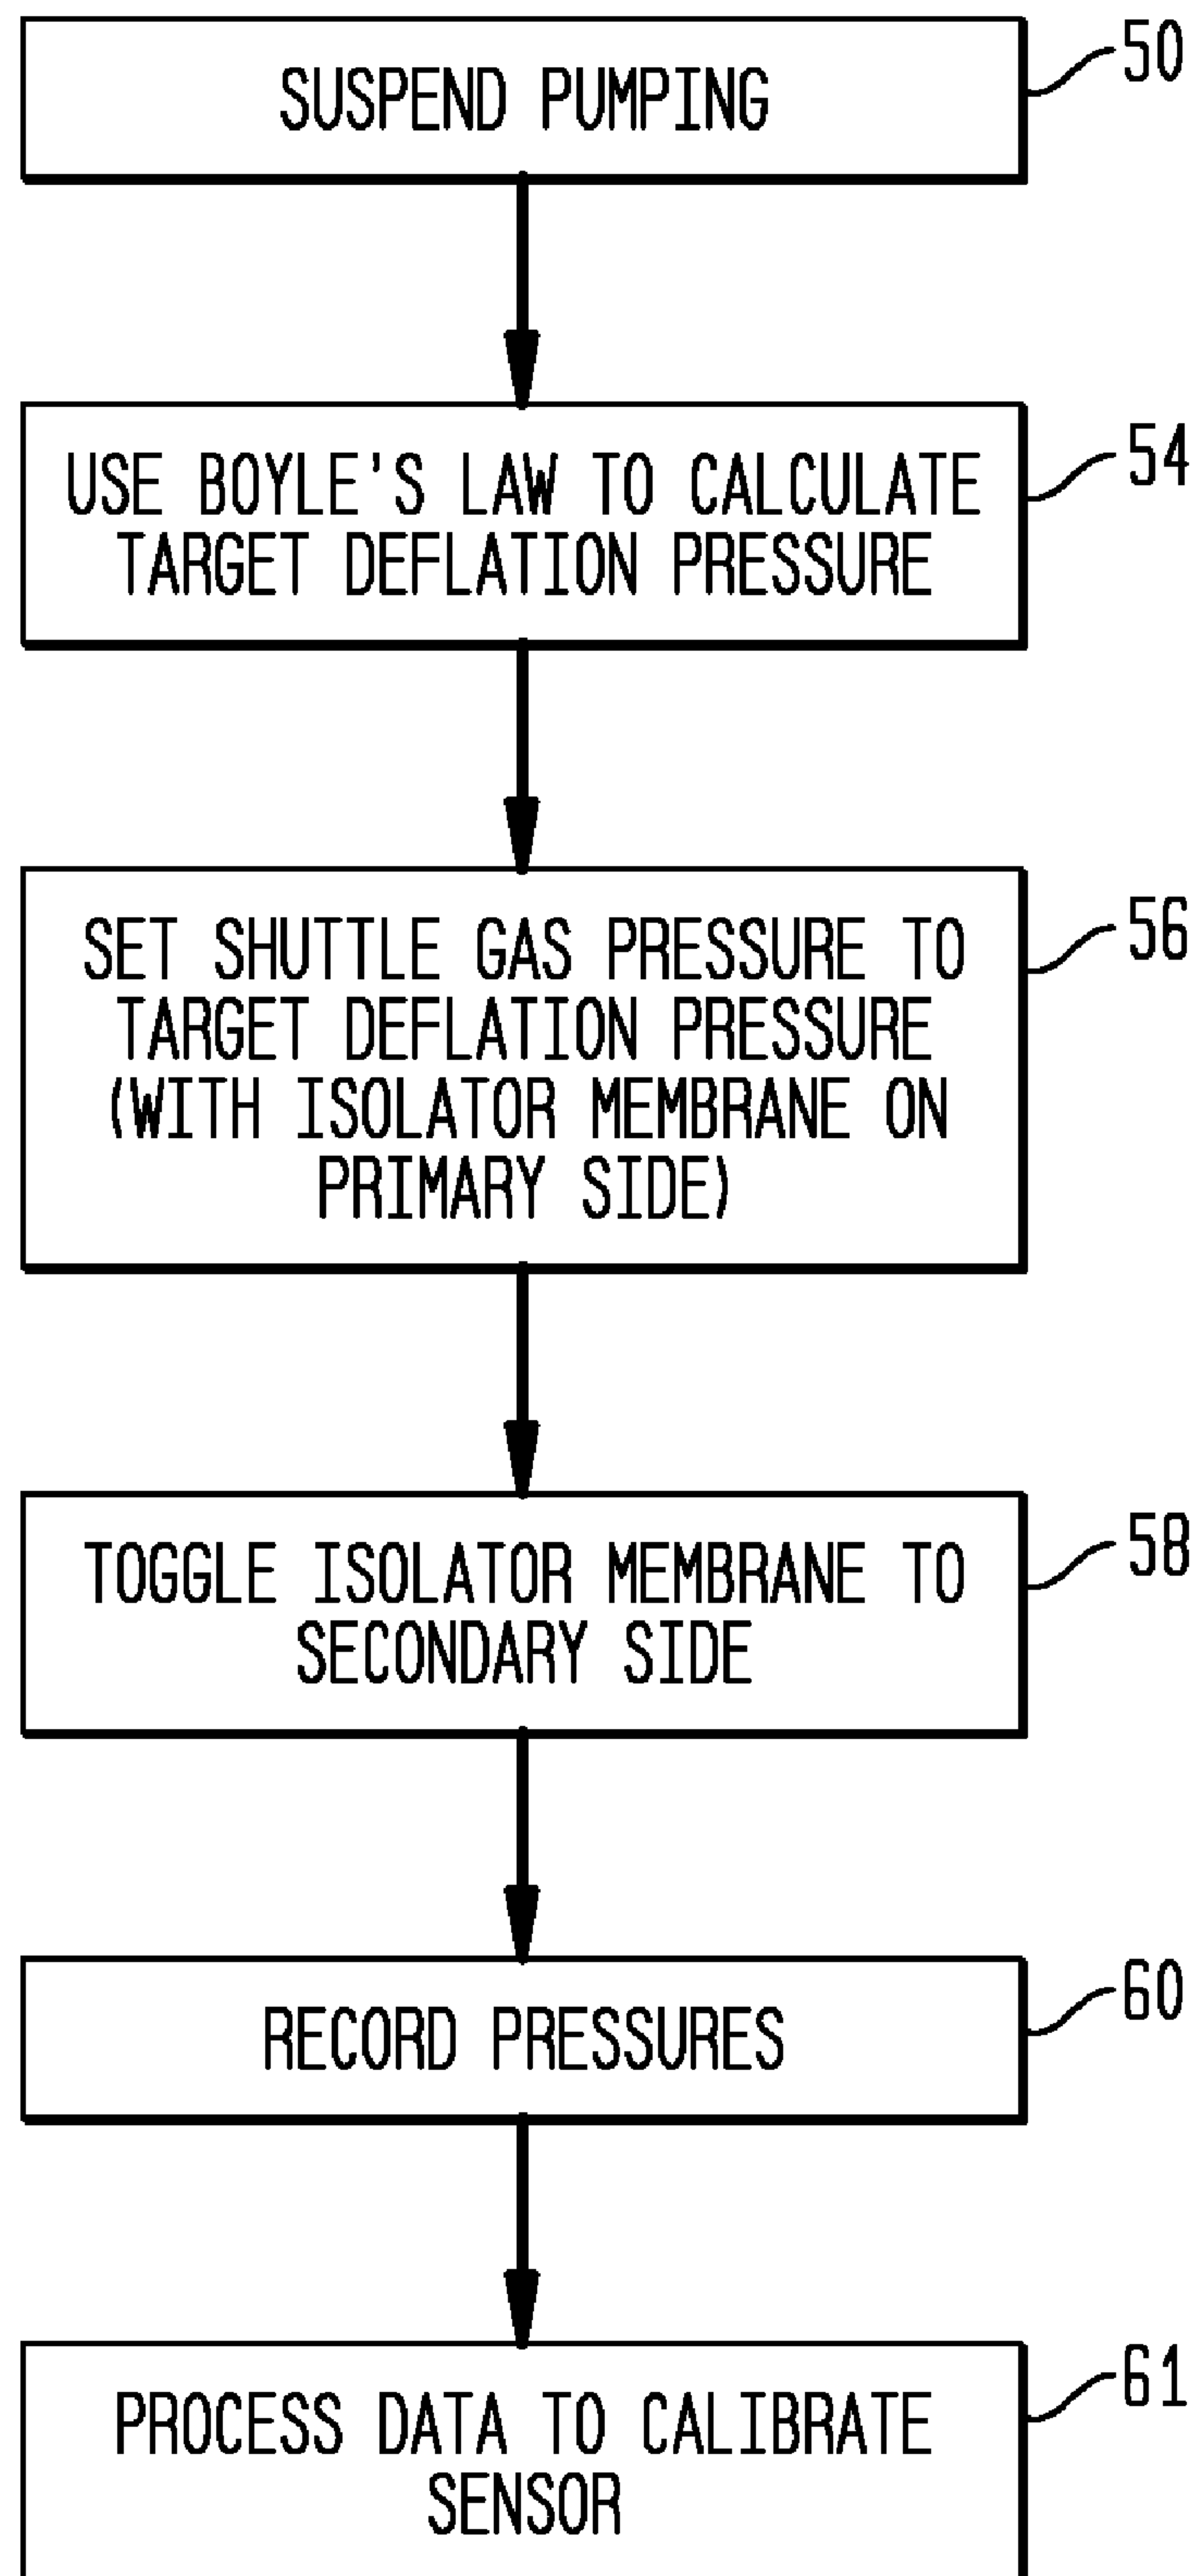 SUSPEND PUMPING
50
USE BOYLE'S LAW TO CALCULATE
TARGET DEFLATION PRESSURE
54
SET SHUTTLE GAS PRESSURE TO
TARGET DEFLATION PRESSURE
(WITH ISOLATOR MEMBRANE ON
PRIMARY SIDE)
56
TOGGLE ISOLATOR MEMBRANE TO
SECONDARY SIDE
58
RECORD PRESSURES
60
PROCESS DATA TO CALIBRATE
SENSOR
61